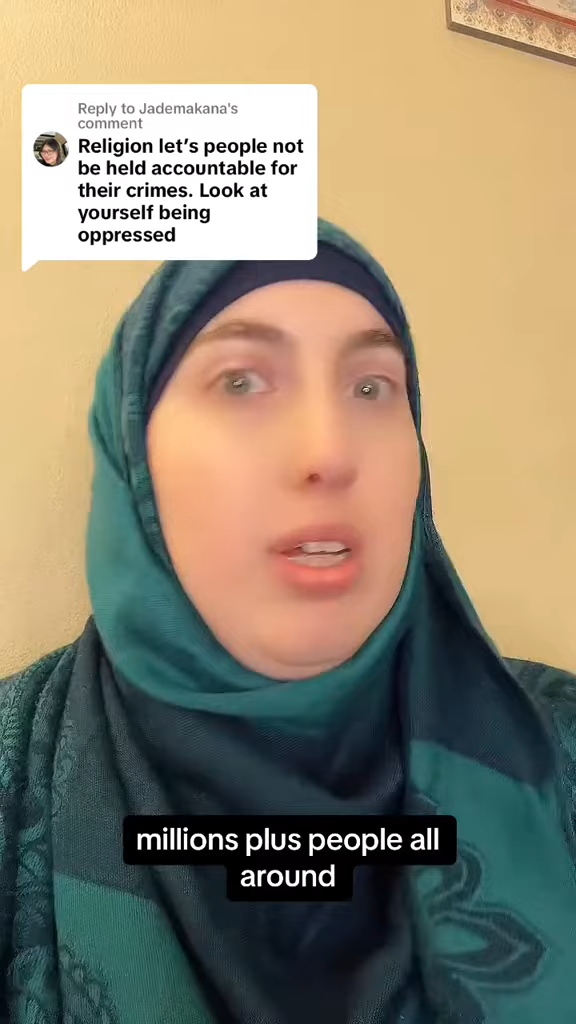 Reply to Jademakana's
comment
Religion let’s people not
be held accountable for
their crimes. Look at
yourself being
oppressed
millions plus people all
around